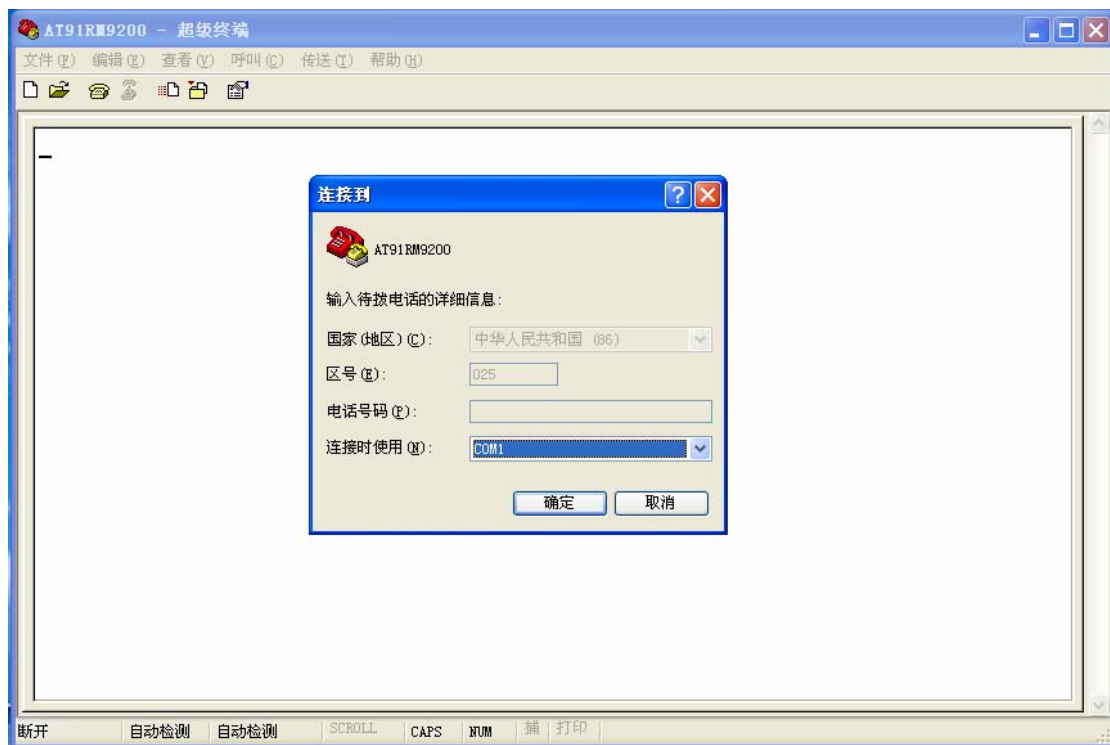 AT91RM9200 - 超级终端
文件(F) 编辑(E) 查看(V) 呼叫(C) 传送(T) 帮助(H)
连接到
AT91RM9200
输入待拨电话的详细信息:
国家(地区)(C): 中华人民共和国 (86)
区号(E): 025
电话号码(P):
连接时使用(N): COM1
确定 取消
断开 自动检测 自动检测 SCROLL CAPS NUM 捕 打印